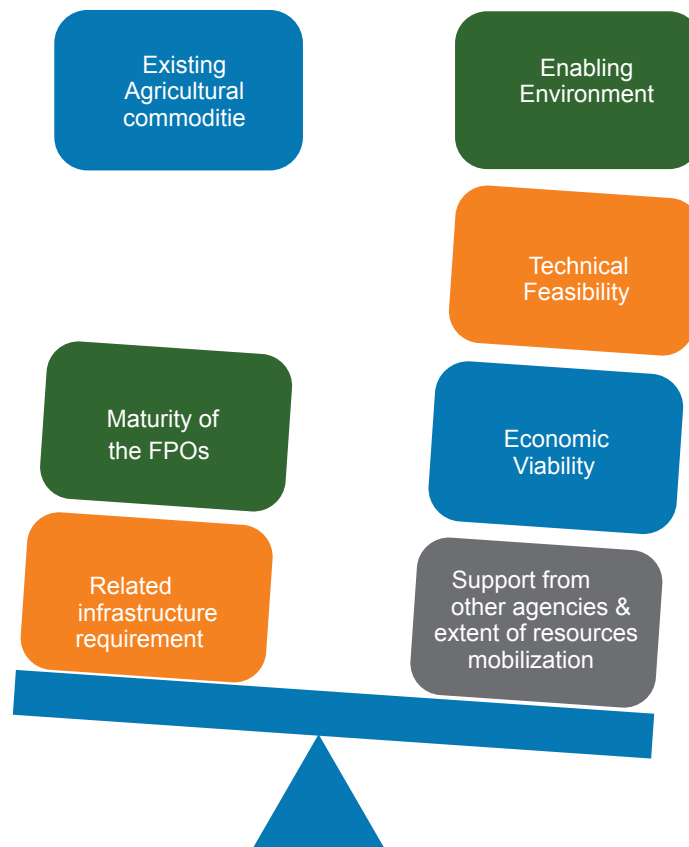 Existing
Agricultural
commoditie
Enabling
Environment
Technical
Feasibility
Maturity of
the FPOs
Economic
Viability
Related
infrastructure
requirement
Support from
other agencies &
extent of resources
mobilization